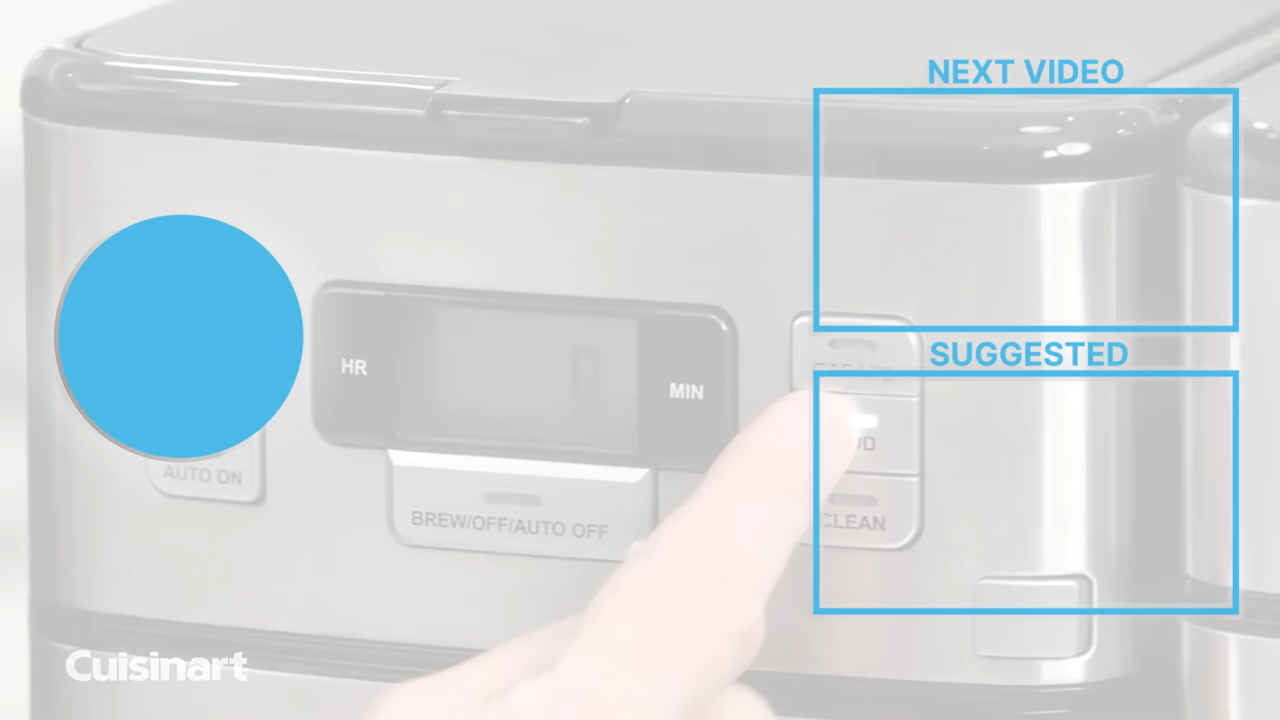 NEXT VIDEO
SUGGESTED
HR
MIN
AUTO ON
BREW/OFF/AUTO OFF
CLEAN
Cuisinart